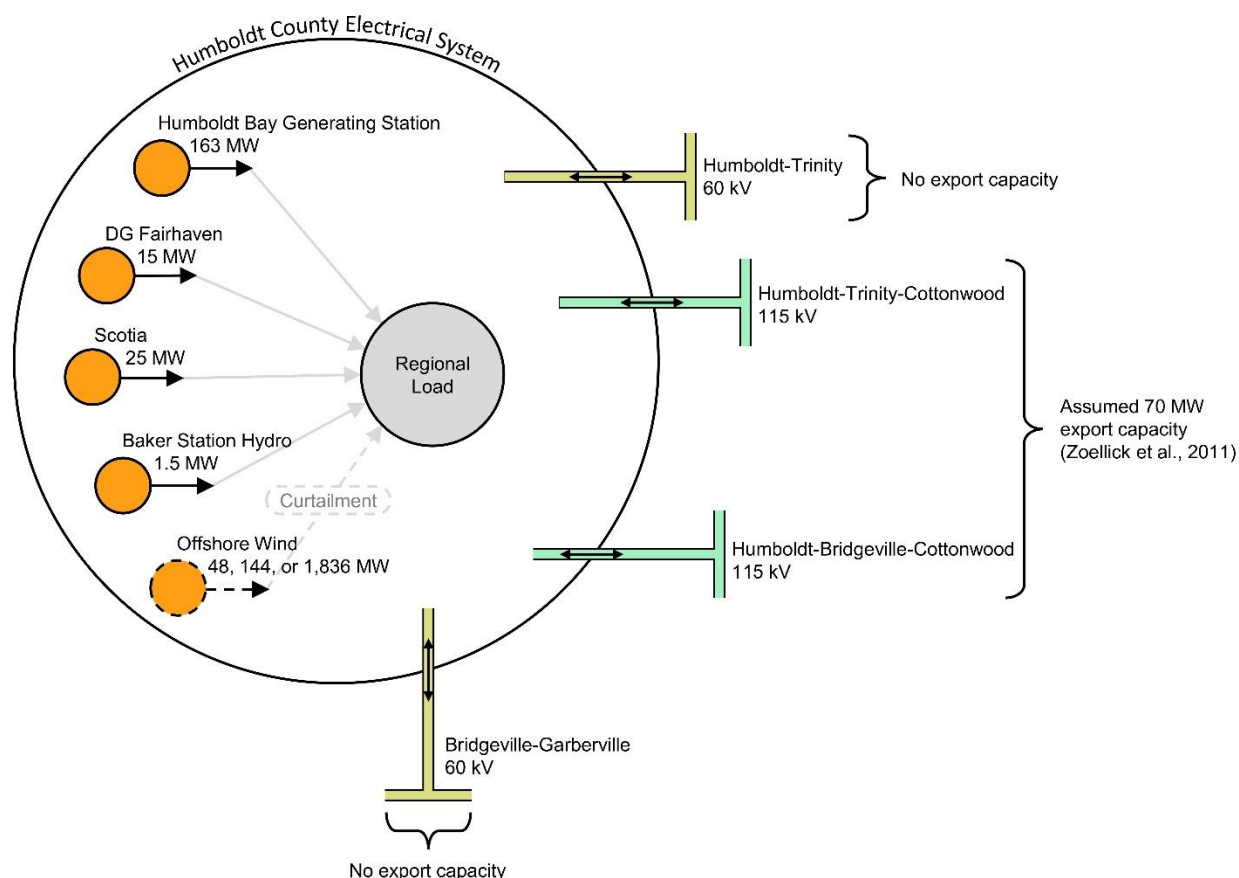 Humboldt County Electrical System
Humboldt Bay Generating Station
163 MW
DG Fairhaven
15 MW
Scotia
25 MW
Baker Station Hydro
1.5 MW
Curtailment
Offshore Wind
48, 144, or 1,836 MW
Regional
Load
Humboldt-Trinity
60 kV
No export capacity
Humboldt-Trinity-Cottonwood
115 kV
Assumed 70 MW
export capacity
(Zoellick et al., 2011)
Humboldt-Bridgeville-Cottonwood
115 kV
Bridgeville-Garberville
60 kV
No export capacity